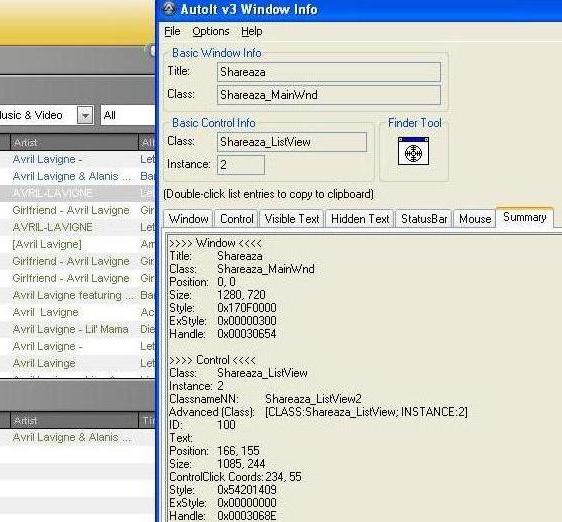 AutoIt v3 Window Info
File Options Help
Basic Window Info
Title: Shareaza
Class: Shareaza_MainWnd
Basic Control Info
Class: Shareaza_ListView
Instance: 2
Finder Tool
(Double-click list entries to copy to clipboard)
Window Control Visible Text Hidden Text StatusBar Mouse Summary
>>>> Window <<<<
Title: Shareaza
Class: Shareaza_MainWnd
Position: 0, 0
Size: 1280, 720
Style: 0x170F0000
ExStyle: 0x00000300
Handle: 0x00030654
>>>> Control <<<<
Class: Shareaza_ListView
Instance: 2
ClassnameNN: Shareaza_ListView2
Advanced (Class): [CLASS:Shareaza_ListView; INSTANCE:2]
ID: 100
Text:
Position: 166, 155
Size: 1085, 244
ControlClick Coords: 234, 55
Style: 0x54201409
ExStyle: 0x00000000
Handle: 0x0003068E
usic & Video All
Artist Al
Avril Lavigne - Let
Avril Lavigne & Alanis ... Ba
AVRIL-LAVIGNE Le
Girlfriend - Avril Lavigne Gir
AVRIL-LAVIGNE Let
[Avril Lavigne] Am
Girlfriend - Avril Lavigne Gir
Girlfriend - Avril Lavigne Gir
Avril Lavigne featuring ... Ba
Avril Lavigne Ac
Avril Lavigne - Lil' Mama Die
Avril Lavigne - Let
Avril Lavinge Let
Artist Tit
Avril Lavigne & Alanis ...